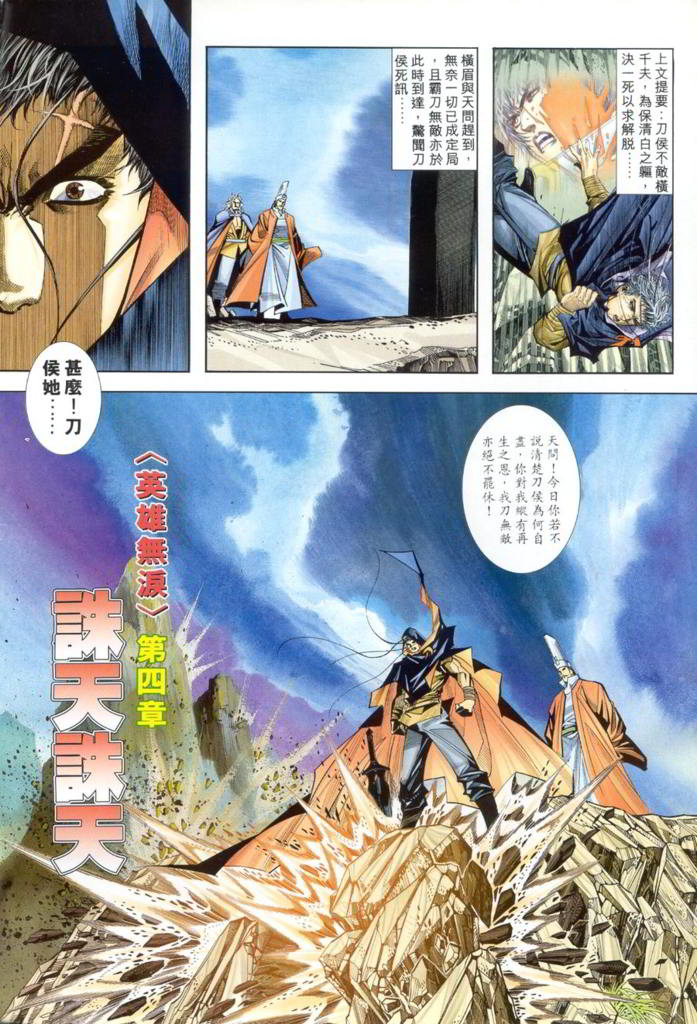 上文提要：刀侯不敵橫
千夫，為保清白之軀，
決一死以求解脱……
橫眉與天問趕到，
無奈一切已成定局
，且霸刀無敵亦於
此時到達，驚聞刀
侯死訊……
甚麼！刀
侯她……
天問！今日你若不
說清楚刀侯為何自
盡，你對我縱有再
生之恩，我刀無敵
亦絕不罷休！
〈英雄無淚〉第四章
誅天誅天